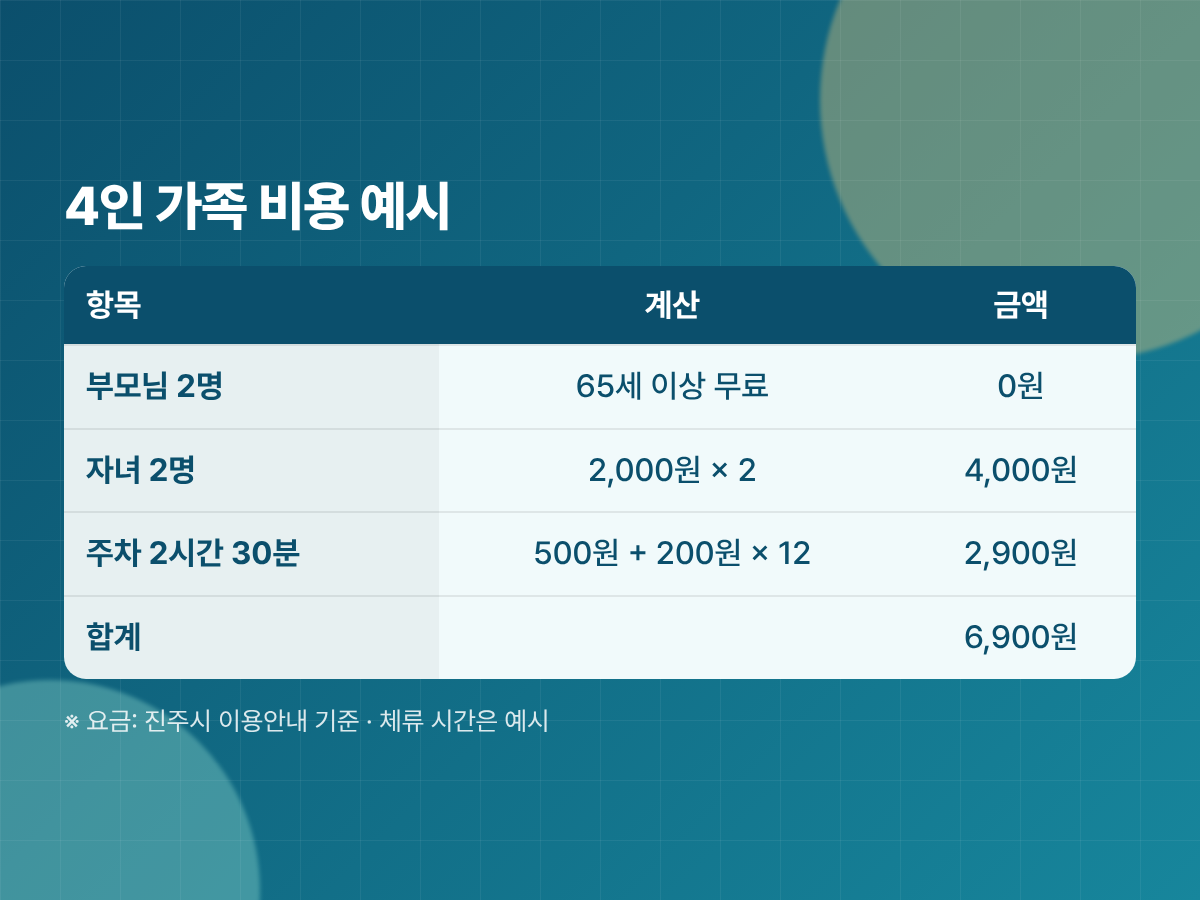 4인 가족 비용 예시
항목 계산 금액
부모님 2명 65세 이상 무료 0원
자녀 2명 2,000원 × 2 4,000원
주차 2시간 30분 500원 + 200원 × 12 2,900원
합계 6,900원
※ 요금: 진주시 이용안내 기준 · 체류 시간은 예시